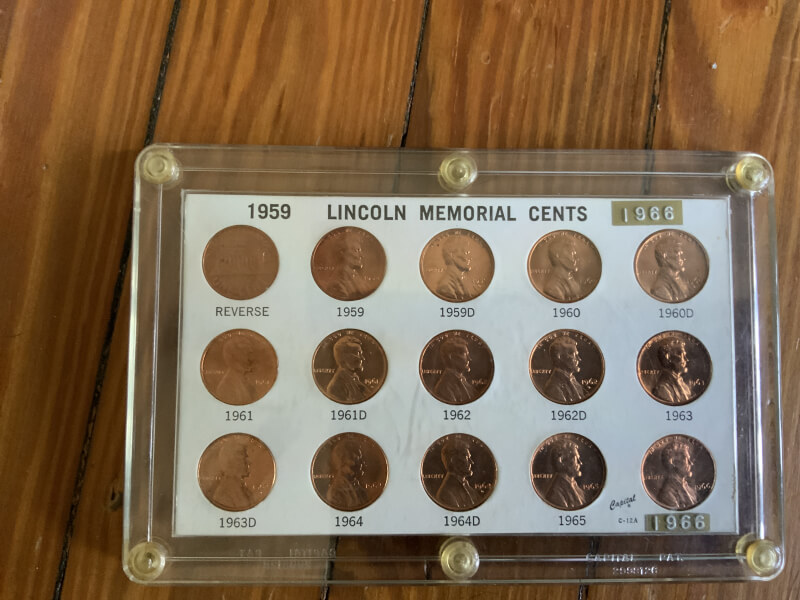 1959 LINCOLN MEMORIAL CENTS 1966
REVERSE 1959 1959D 1960 1960D
1961 1961D 1962 1962D 1963
1963D 1964 1964D 1965 Capitol
C-12A 1966
CAPITAL PAT.